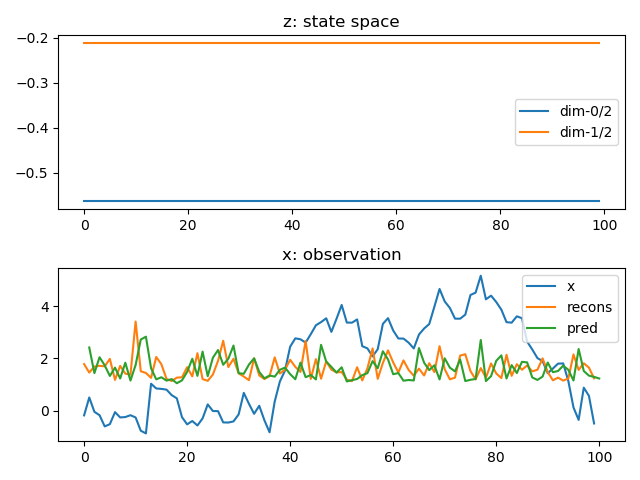 z: state space
−0.2
−0.3
−0.4
−0.5
dim-0/2
dim-1/2
0 20 40 60 80 100
x: observation
4
2
0
x
recons
pred
0 20 40 60 80 100